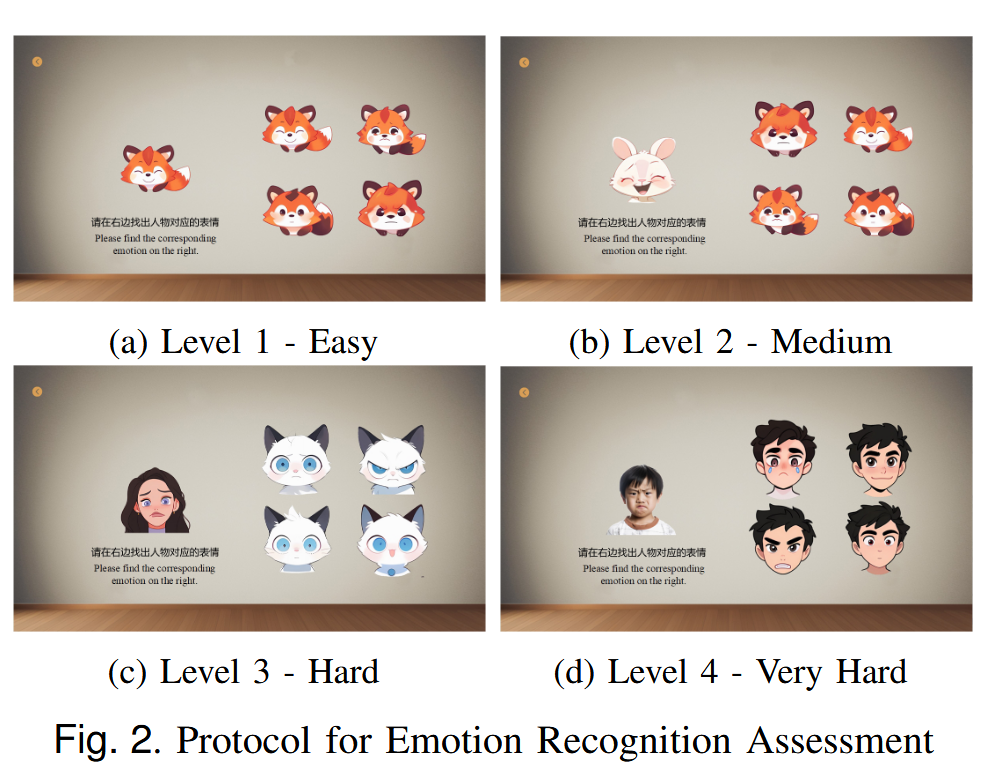 请在右边找出人物对应的表情
Please find the corresponding
emotion on the right.
请在右边找出人物对应的表情
Please find the corresponding
emotion on the right.
(a) Level 1 - Easy
(b) Level 2 - Medium
请在右边找出人物对应的表情
Please find the corresponding
emotion on the right.
请在右边找出人物对应的表情
Please find the corresponding
emotion on the right.
(c) Level 3 - Hard
(d) Level 4 - Very Hard
Fig. 2. Protocol for Emotion Recognition Assessment